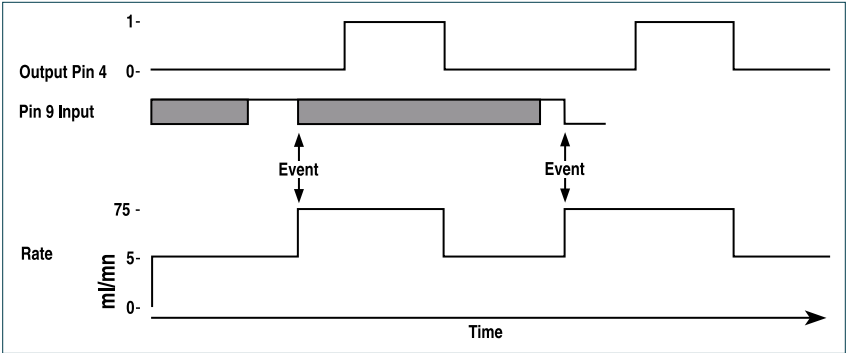 1-
Output Pin 4 0-
Pin 9 Input
Event Event
75 -
Rate 5-
ml/mn
0-
Time